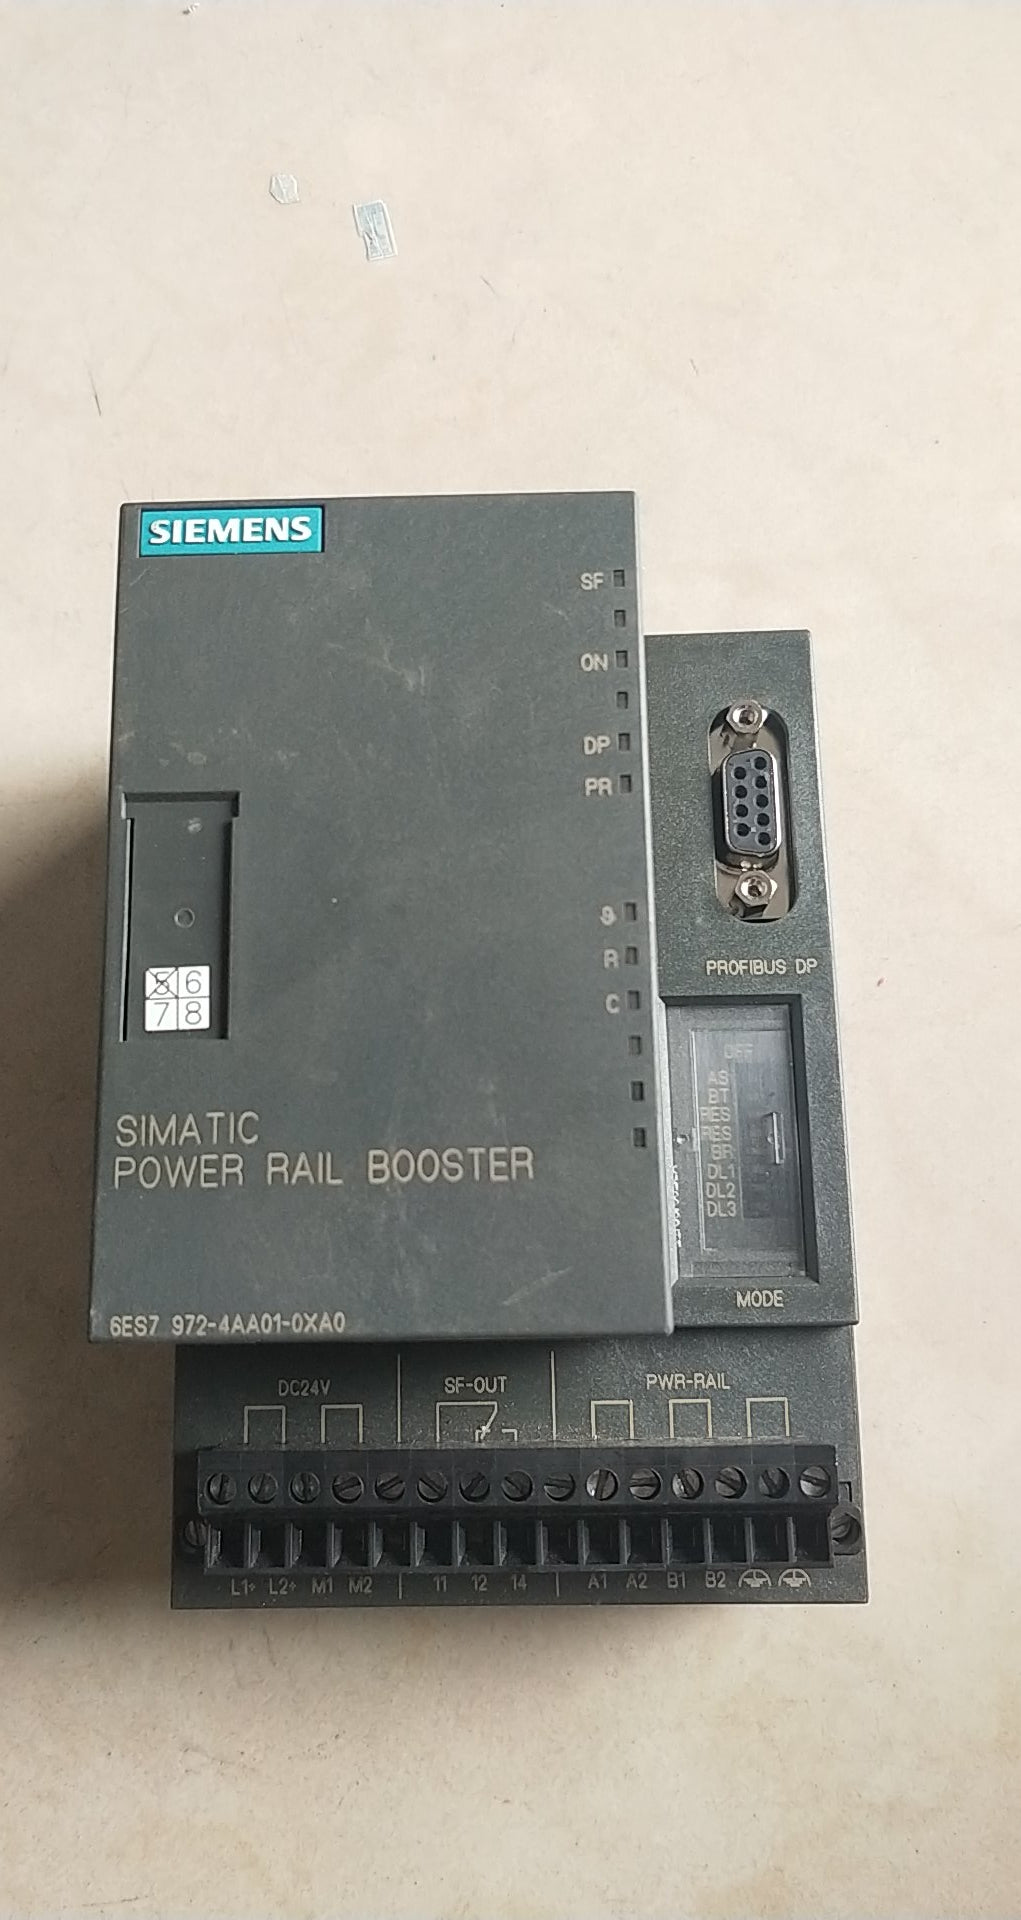 SIEMENS
SF
ON
DP
PR
S
R
C
PROFIBUS DP
5 6
7 8
OFF
AS
BT
RES
RES
BR
DL1
DL2
DL3
MODE
SIMATIC
POWER RAIL BOOSTER
6ES7 972-4AA01-0XA0
DC24V SF-OUT PWR-RAIL
L1+ L2+ M1 M2 11 12 14 A1 A2 B1 B2